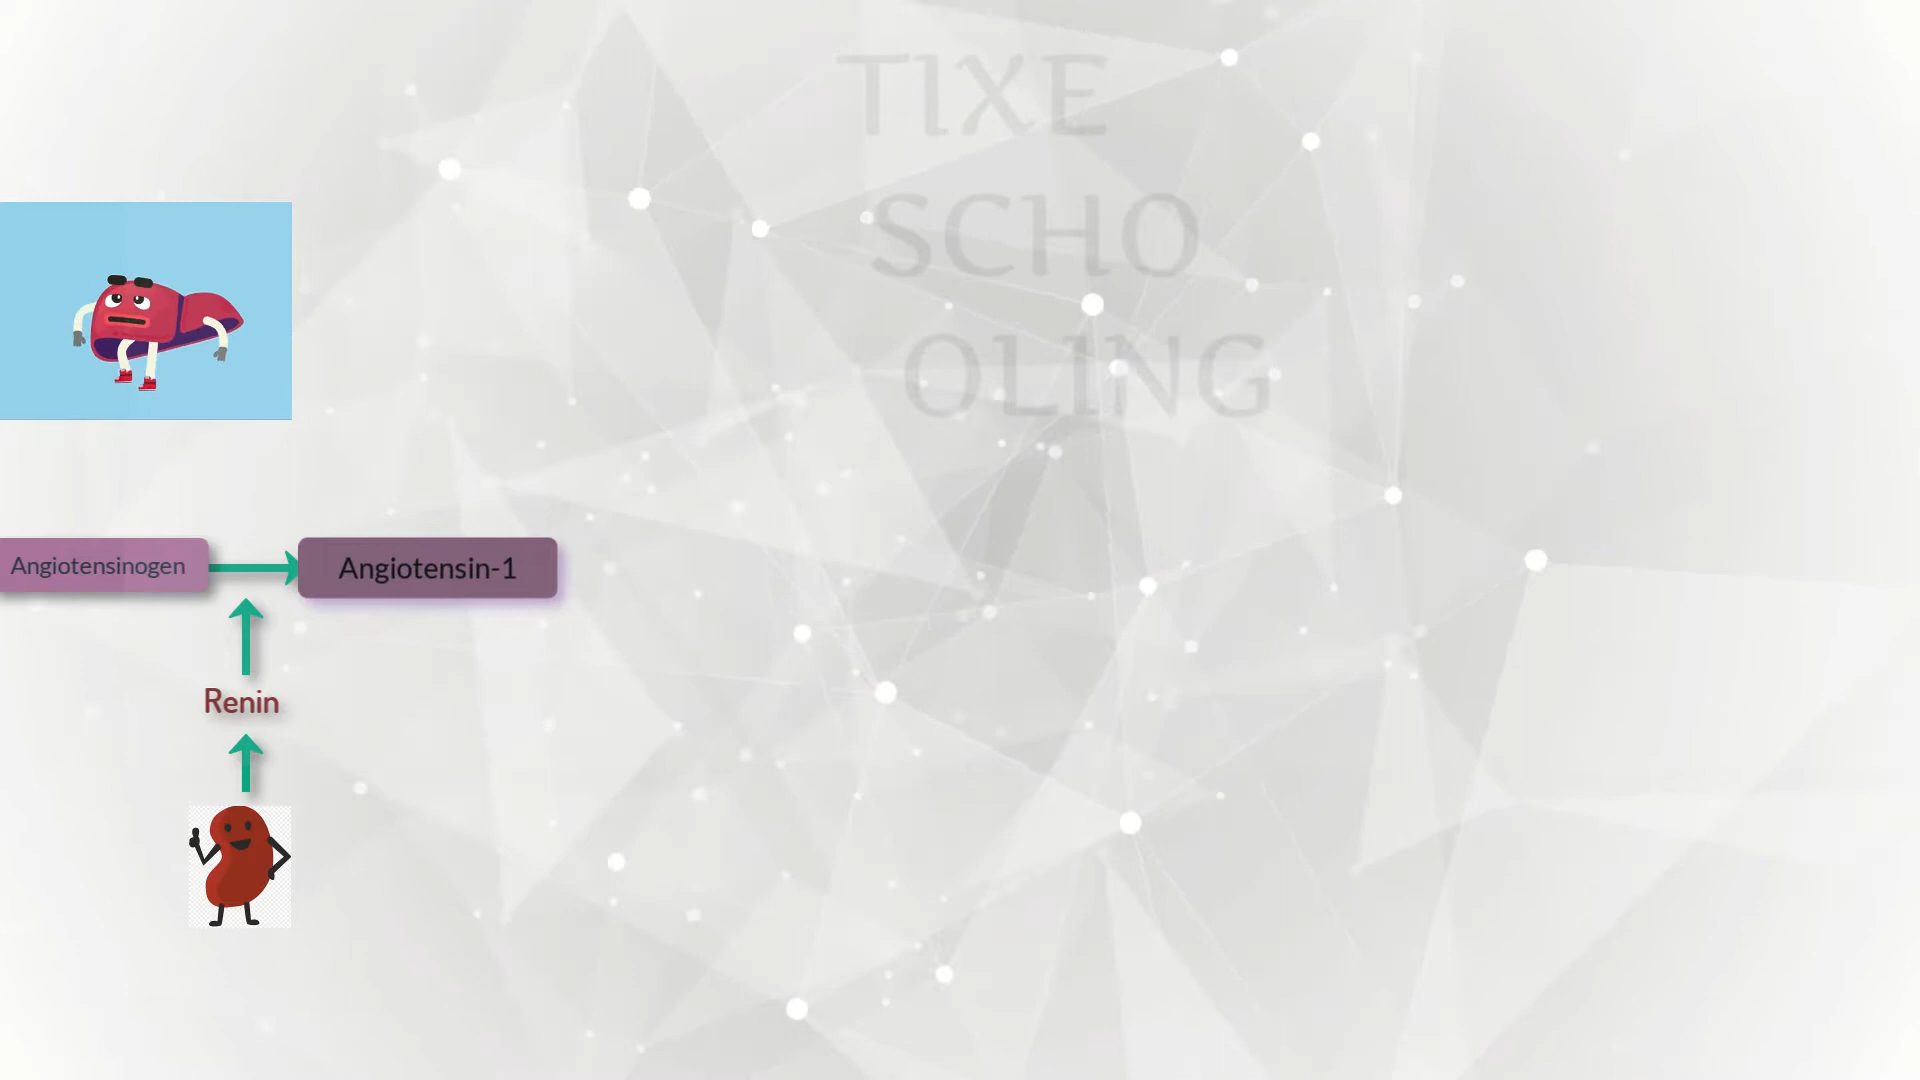 TIXE
SCHO
OLING
Angiotensinogen
Angiotensin-1
Renin